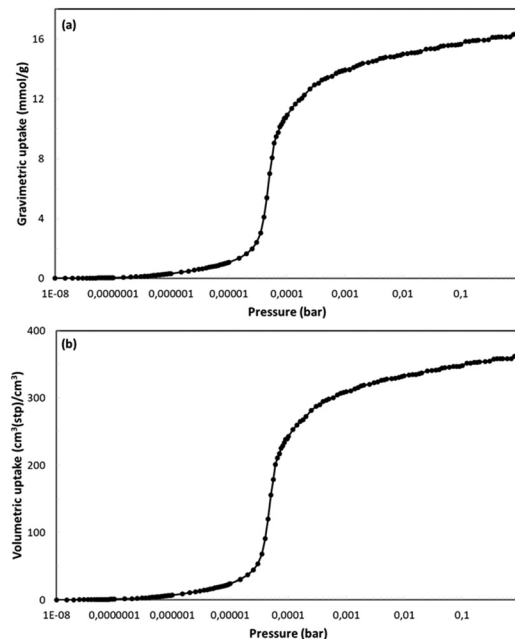 (a)
Gravimetric uptake (mmol/g)
16
12
8
4
0
1E-08 0,0000001 0,000001 0,00001 0,0001 0,001 0,01 0,1
Pressure (bar)
(b)
Volumetric uptake (cm³(stp)/cm³)
400
300
200
100
0
1E-08 0,0000001 0,000001 0,00001 0,0001 0,001 0,01 0,1
Pressure (bar)